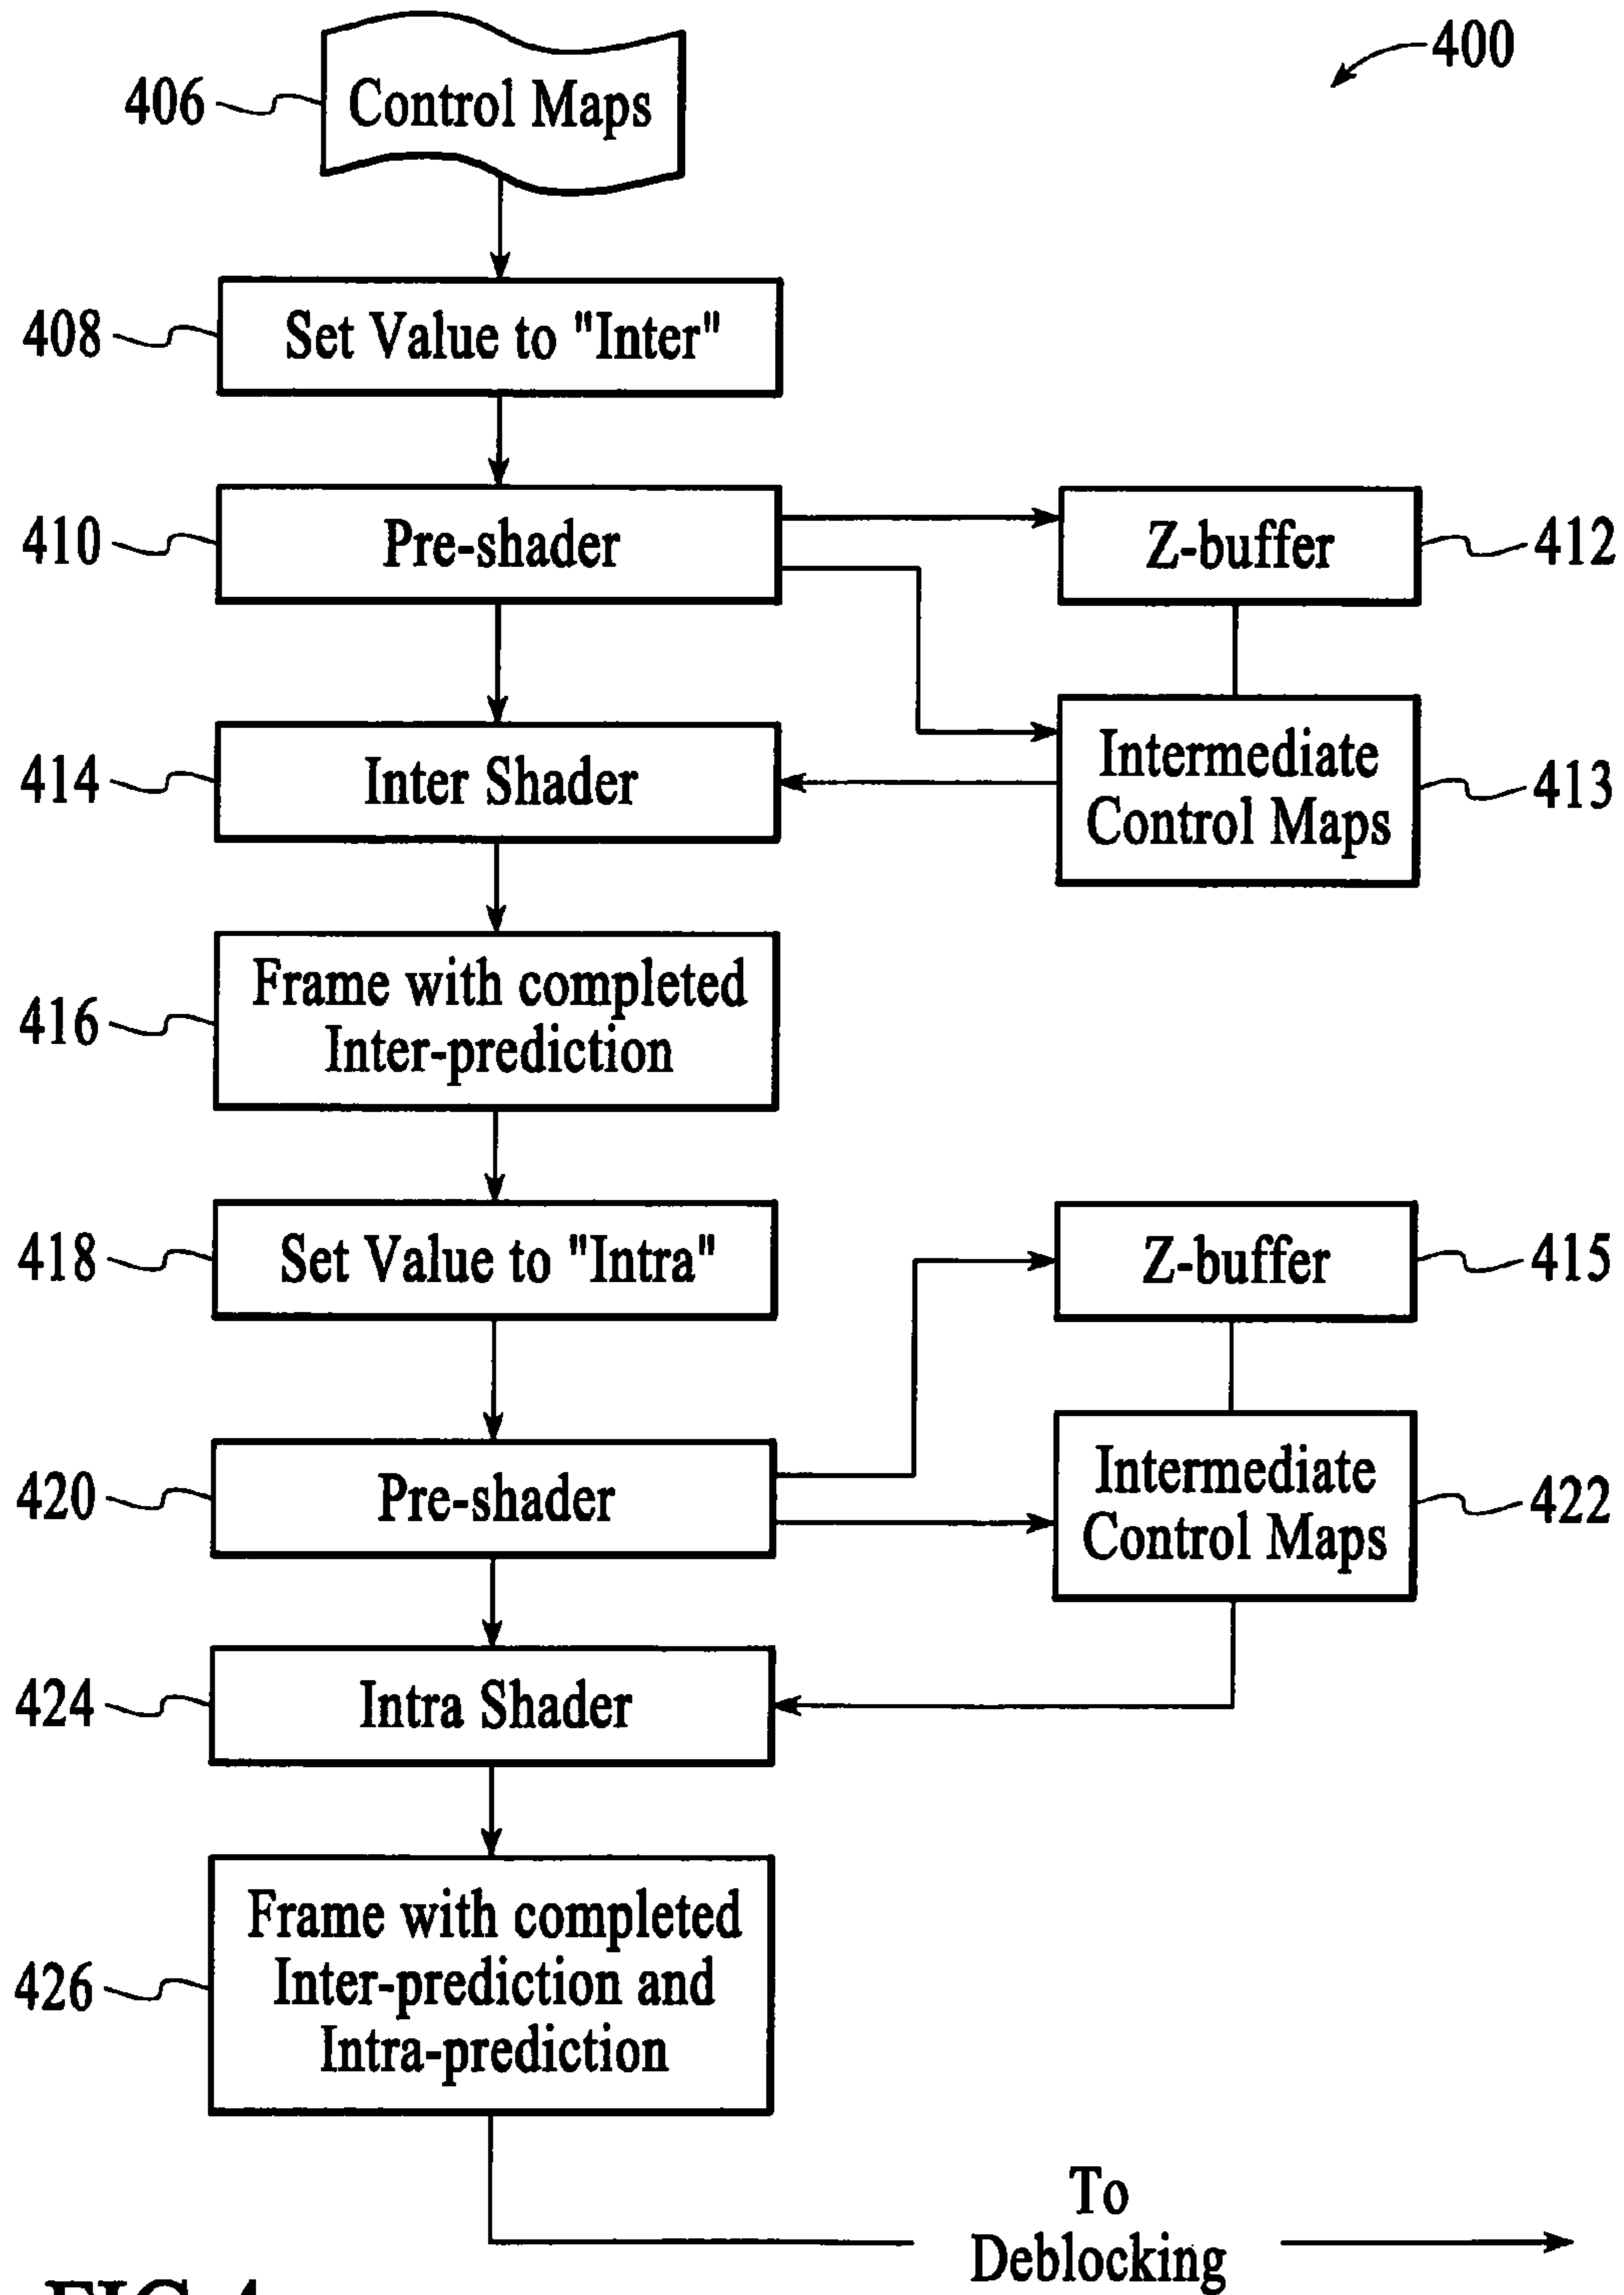 400
406
Control Maps
408
Set Value to "Inter"
410
Pre-shader
Z-buffer
412
414
Inter Shader
Intermediate
Control Maps
413
416
Frame with completed
Inter-prediction
418
Set Value to "Intra"
Z-buffer
415
420
Pre-shader
Intermediate
Control Maps
422
424
Intra Shader
426
Frame with completed
Inter-prediction and
Intra-prediction
To
Deblocking
FIG. 4